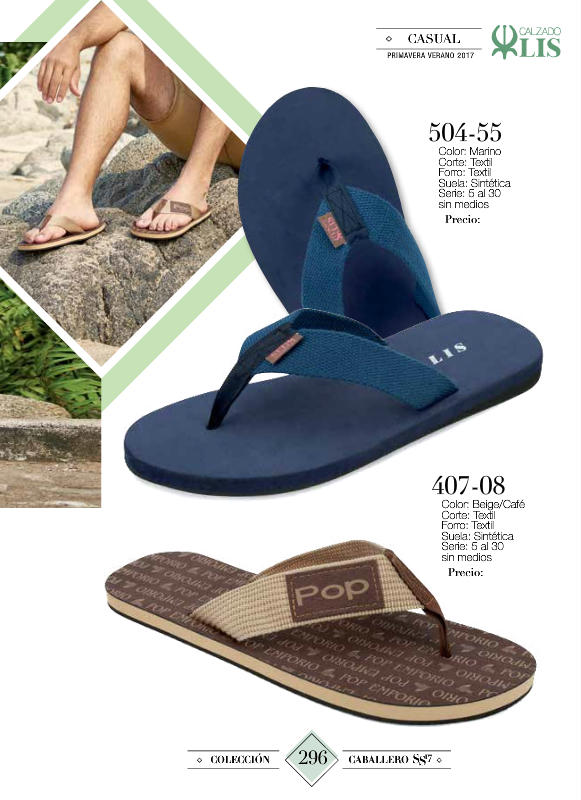 CASUAL
PRIMAVERA VERANO 2017
CALZADO
LIS
504-55
Color: Marino
Corte: Textil
Forro: Textil
Suela: Sintética
Serie: 5 al 30
sin medios
Precio:
LIS
407-08
Color: Beige/Café
Corte: Textil
Forro: Textil
Suela: Sintética
Serie: 5 al 30
sin medios
Precio:
Pop
POP EMPORIO
COLECCIÓN 296 CABALLERO SS17